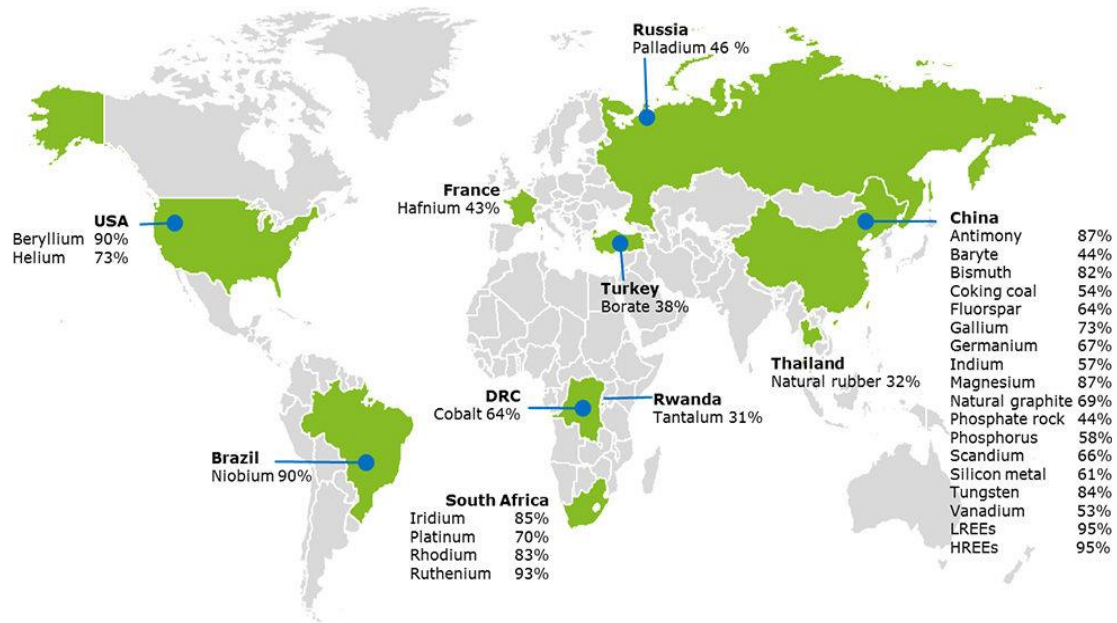 Russia
Palladium 46 %
France
Hafnium 43%
USA
Beryllium 90%
Helium 73%
China
Antimony 87%
Baryte 44%
Bismuth 82%
Coking coal 54%
Fluorspar 64%
Gallium 73%
Germanium 67%
Indium 57%
Magnesium 87%
Natural graphite 69%
Phosphate rock 44%
Phosphorus 58%
Scandium 66%
Silicon metal 61%
Tungsten 84%
Vanadium 53%
LREEs 95%
HREEs 95%
Turkey
Borate 38%
Thailand
Natural rubber 32%
DRC
Cobalt 64%
Rwanda
Tantalum 31%
Brazil
Niobium 90%
South Africa
Iridium 85%
Platinum 70%
Rhodium 83%
Ruthenium 93%